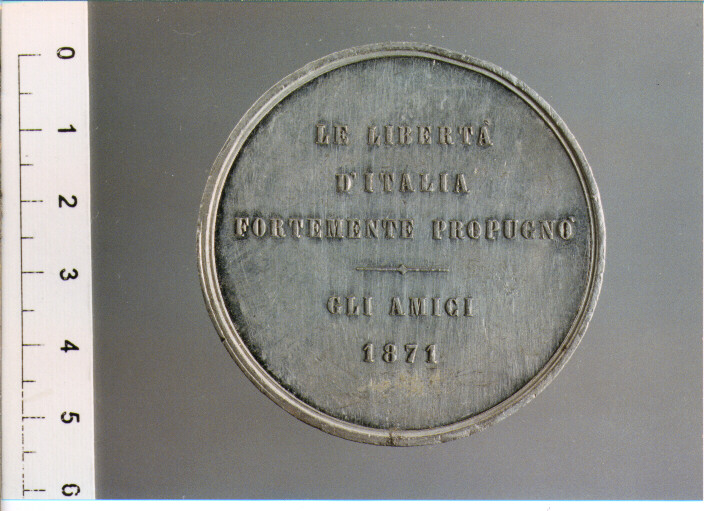 LE LIBERTÀ
D'ITALIA
FORTEMENTE PROPUGNÒ
GLI AMICI
1871
0
1
2
3
4
5
6